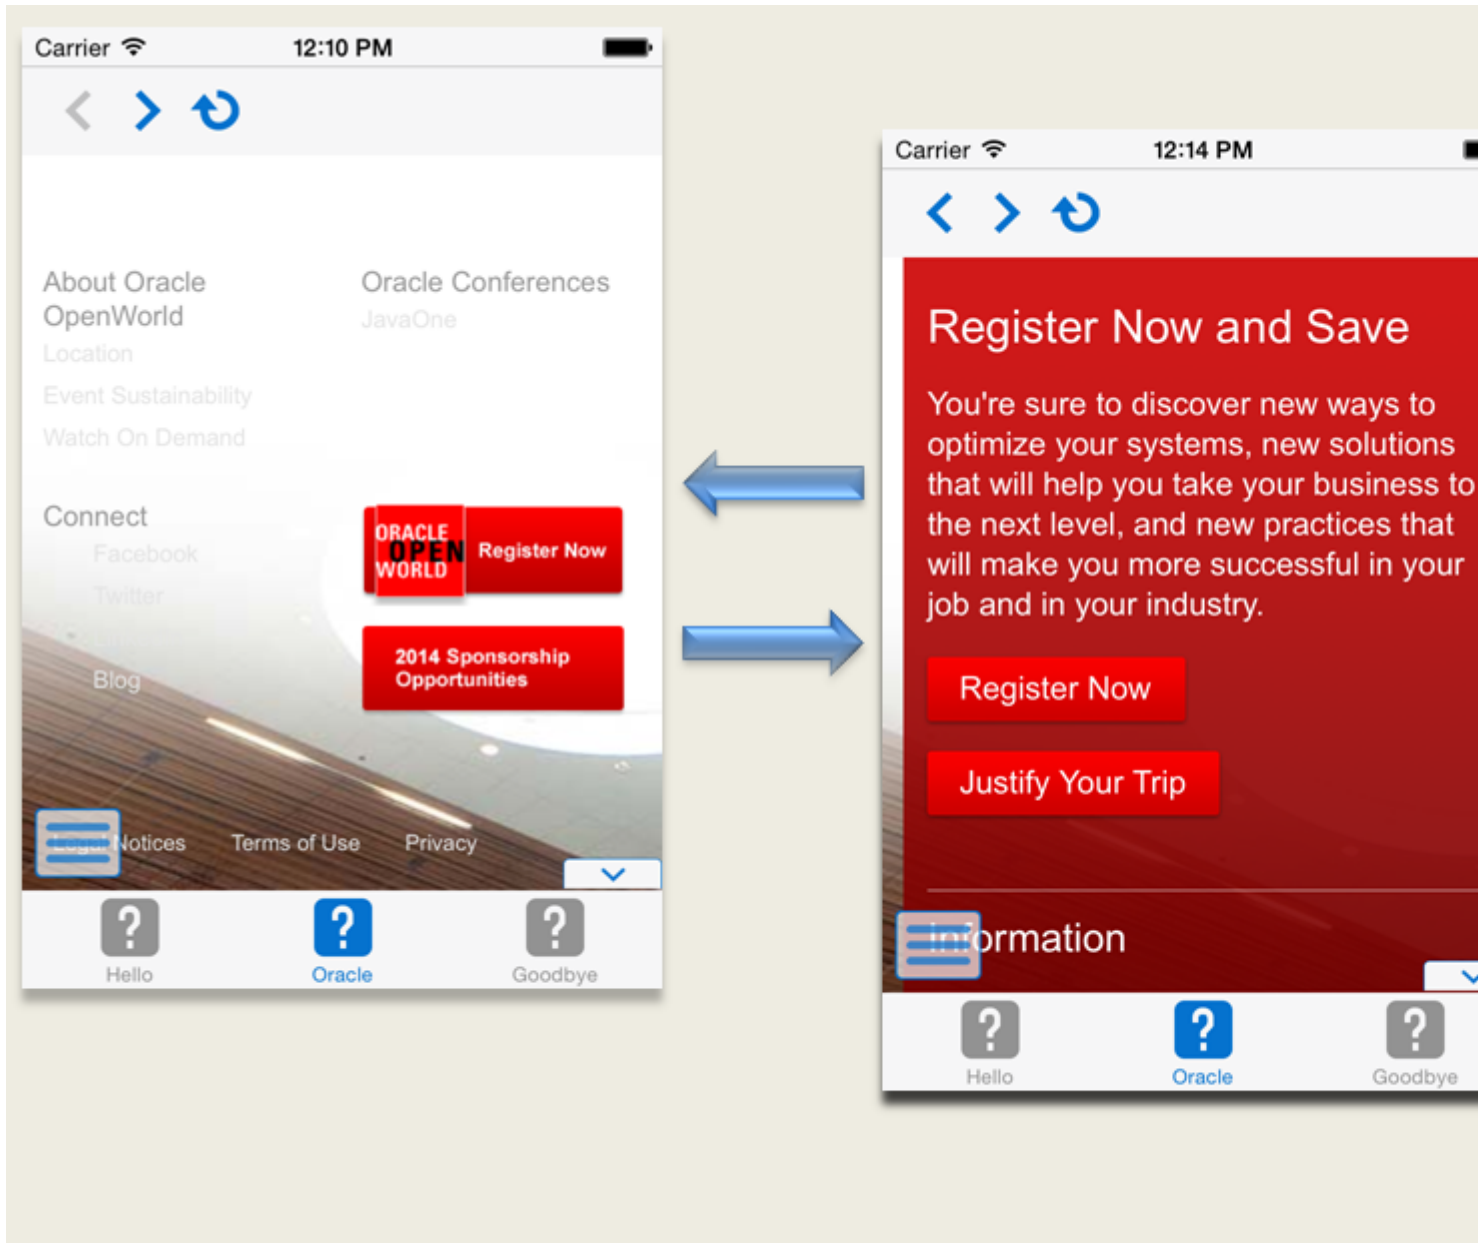 Carrier
12:10 PM
About Oracle
OpenWorld
Location
Event Sustainability
Watch On Demand
Oracle Conferences
JavaOne
Connect
Facebook
Twitter
Blog
ORACLE
OPEN
WORLD
Register Now
2014 Sponsorship
Opportunities
Legal Notices
Terms of Use
Privacy
Hello
Oracle
Goodbye
Carrier
12:14 PM
Register Now and Save
You're sure to discover new ways to
optimize your systems, new solutions
that will help you take your business to
the next level, and new practices that
will make you more successful in your
job and in your industry.
Register Now
Justify Your Trip
Information
Hello
Oracle
Goodbye